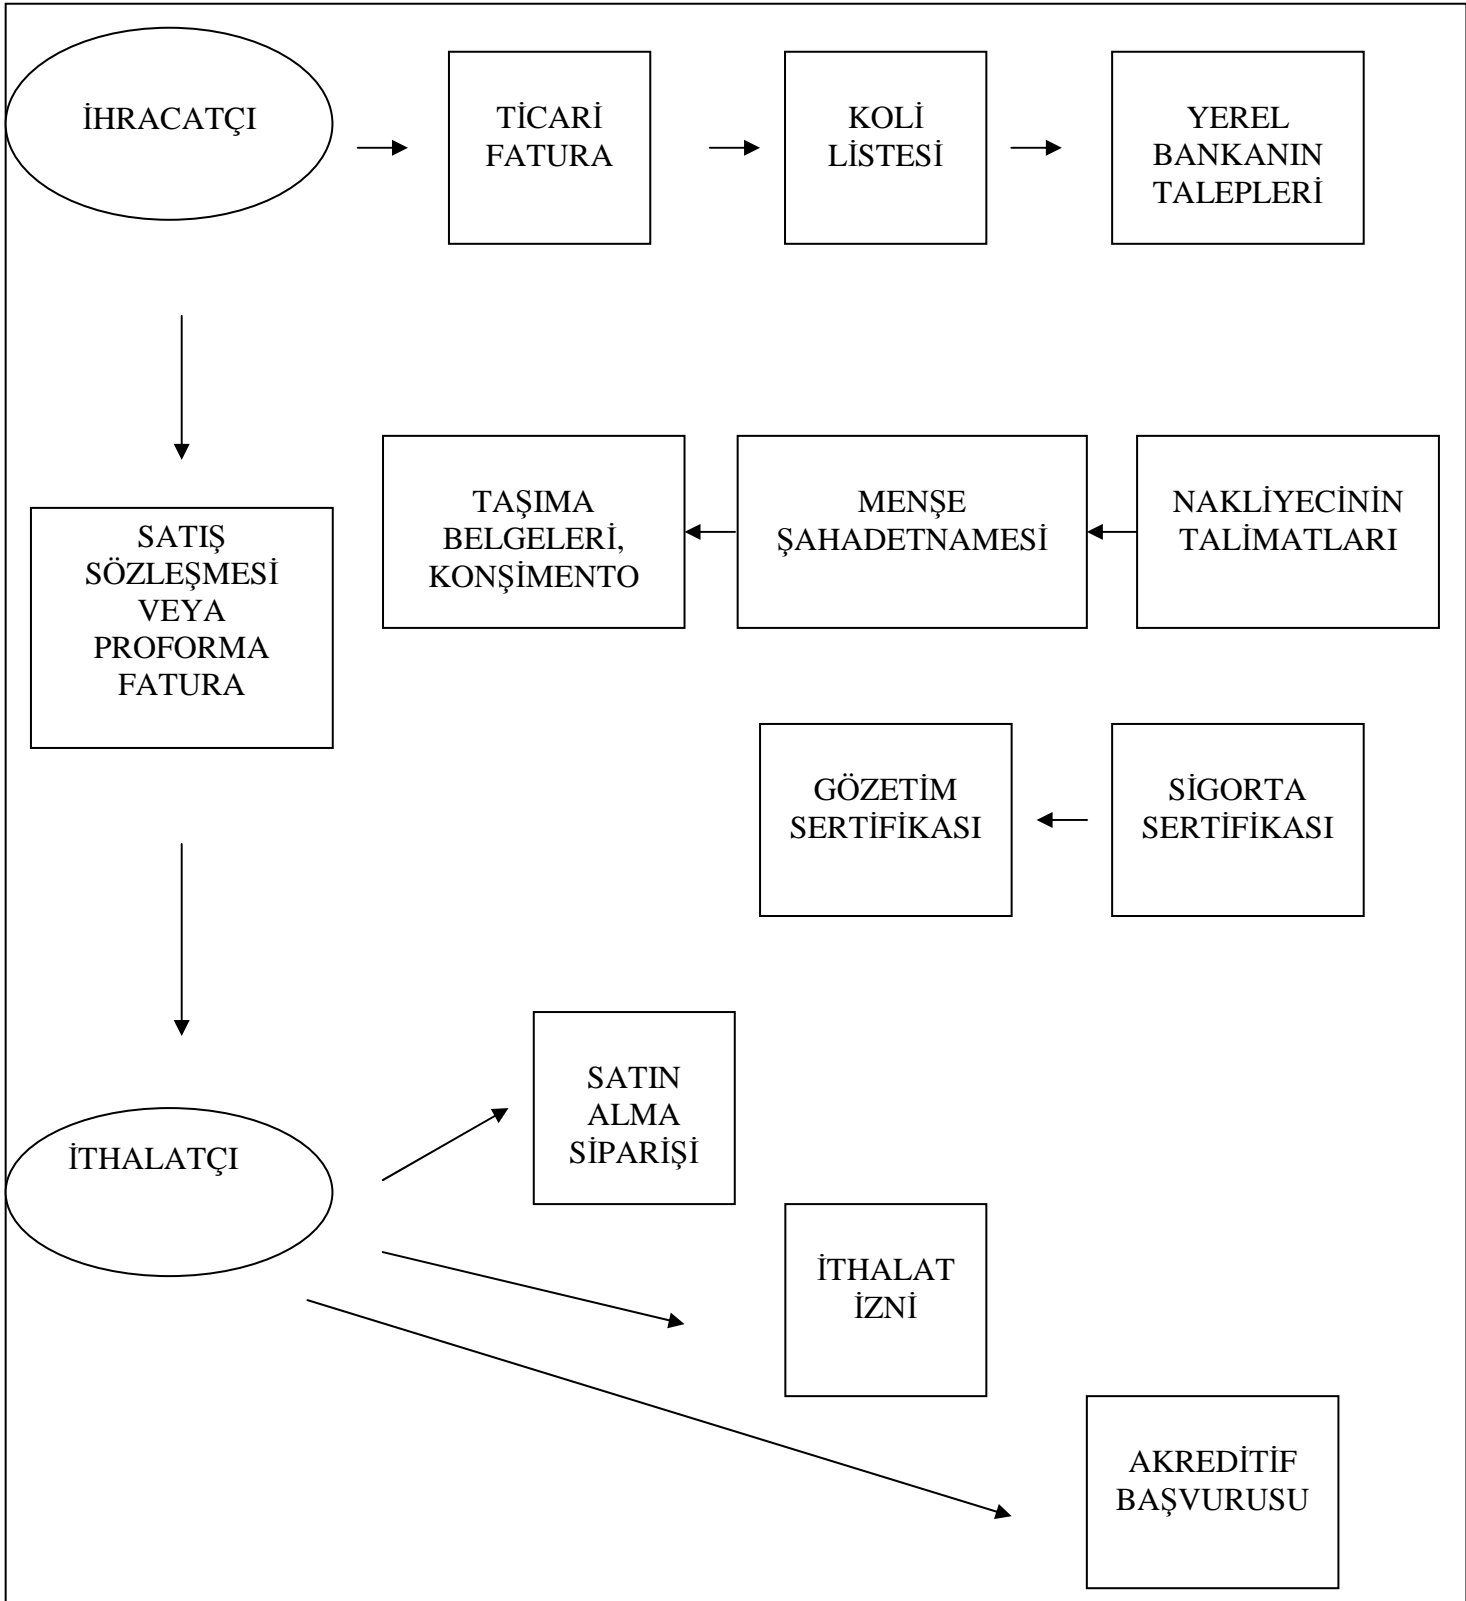 İHRACATÇI
TİCARİ
FATURA
KOLİ
LİSTESİ
YEREL
BANKANIN
TALEPLERİ
SATIŞ
SÖZLEŞMESİ
VEYA
PROFORMA
FATURA
TAŞIMA
BELGELERİ,
KONŞİMENTO
MENŞE
ŞAHADETNAMESİ
NAKLİYECİNİN
TALİMATLARI
GÖZETİM
SERTİFİKASI
SİGORTA
SERTİFİKASI
İTHALATÇI
SATIN
ALMA
SİPARİŞİ
İTHALAT
İZNİ
AKREDİTİF
BAŞVURUSU